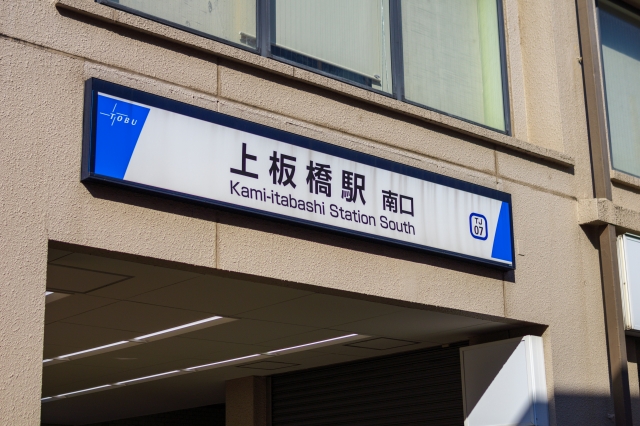 TOBU
上板橋駅 南口
Kami-itabashi Station South
TJ
07